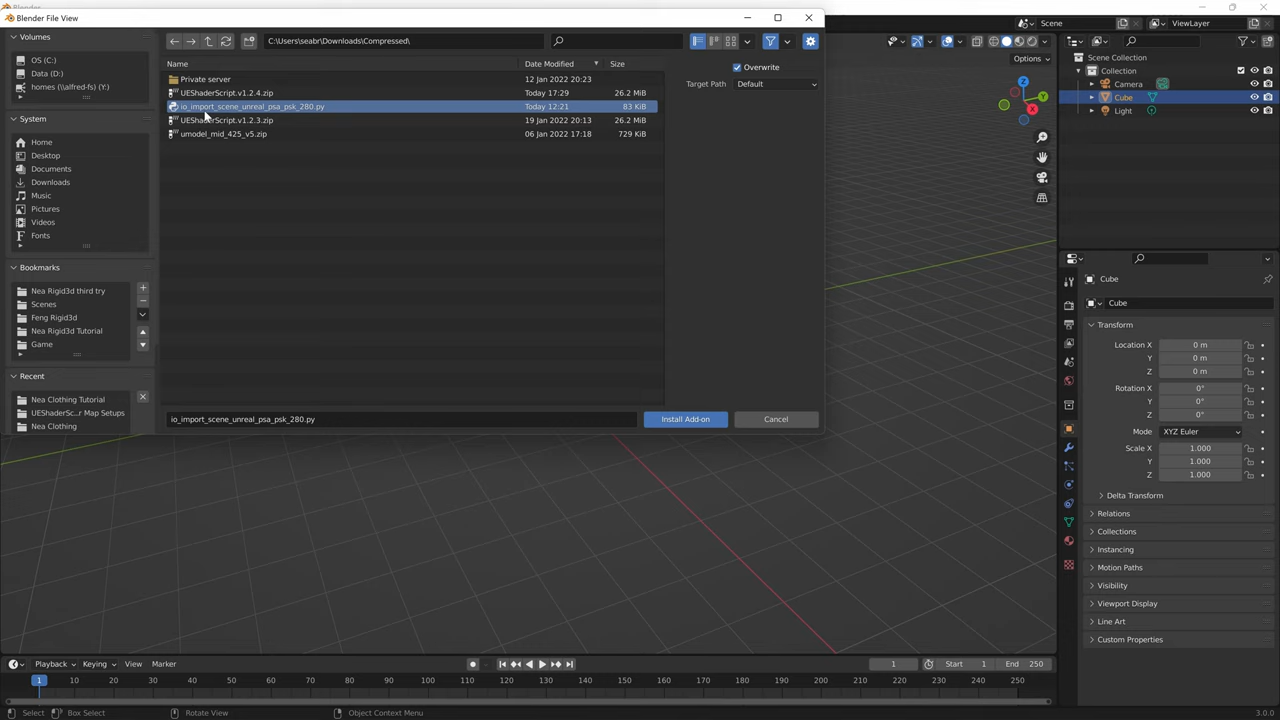 Blender File View
Volumes
OS (C:)
Data (D:)
homes (\\alfred-fs) (Y:)
System
Home
Desktop
Documents
Downloads
Music
Pictures
Videos
Fonts
Bookmarks
Nea Rigid3d third try
Scenes
Feng Rigid3d
Nea Rigid3d Tutorial
Game
Recent
Nea Clothing Tutorial
UEShaderSc...r Map Setups
Nea Clothing
C:\Users\seabr\Downloads\Compressed\
Name Date Modified Size
Private server 12 Jan 2022 20:23
UEShaderScript.v1.2.4.zip Today 17:29 26.2 MiB
io_import_scene_unreal_psa_psk_280.py Today 12:21 83 KiB
UEShaderScript.v1.2.3.zip 19 Jan 2022 20:13 26.2 MiB
umodel_mid_425_v5.zip 06 Jan 2022 17:18 729 KiB
Overwrite
Target Path Default
io_import_scene_unreal_psa_psk_280.py Install Add-on Cancel
Scene ViewLayer
Options
Z
Y
X
Scene Collection
Collection
Camera
Cube
Light
Cube
Cube
Transform
Location X 0 m
Y 0 m
Z 0 m
Rotation X 0°
Y 0°
Z 0°
Mode XYZ Euler
Scale X 1.000
Y 1.000
Z 1.000
Delta Transform
Relations
Collections
Instancing
Motion Paths
Visibility
Viewport Display
Line Art
Custom Properties
Playback Keying View Marker 1 Start 1 End 250
1 10 20 30 40 50 60 70 80 90 100 110 120 130 140 150 160 170 180 190 200 210 220 230 240 250
Select Box Select Rotate View Object Context Menu 3.0.0